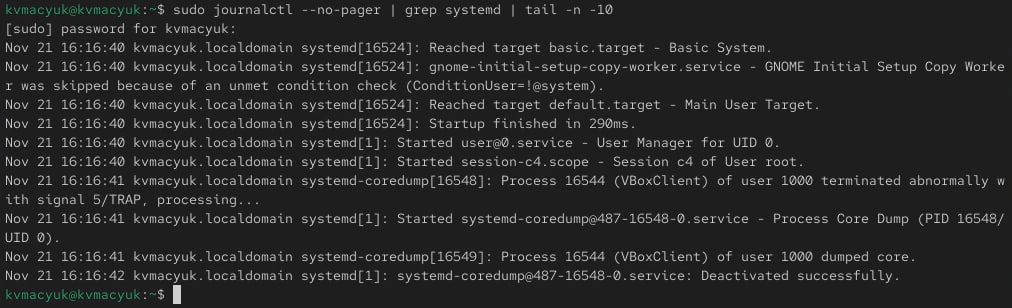 kvmacyuk@kvmacyuk:~$ sudo journalctl --no-pager | grep systemd | tail -n -10
[sudo] password for kvmacyuk:
Nov 21 16:16:40 kvmacyuk.localdomain systemd[16524]: Reached target basic.target - Basic System.
Nov 21 16:16:40 kvmacyuk.localdomain systemd[16524]: gnome-initial-setup-copy-worker.service - GNOME Initial Setup Copy Worke
r was skipped because of an unmet condition check (ConditionUser=!@system).
Nov 21 16:16:40 kvmacyuk.localdomain systemd[16524]: Reached target default.target - Main User Target.
Nov 21 16:16:40 kvmacyuk.localdomain systemd[16524]: Startup finished in 290ms.
Nov 21 16:16:40 kvmacyuk.localdomain systemd[1]: Started user@0.service - User Manager for UID 0.
Nov 21 16:16:40 kvmacyuk.localdomain systemd[1]: Started session-c4.scope - Session c4 of User root.
Nov 21 16:16:41 kvmacyuk.localdomain systemd-coredump[16548]: Process 16544 (VBoxClient) of user 1000 terminated abnormally w
ith signal 5/TRAP, processing...
Nov 21 16:16:41 kvmacyuk.localdomain systemd[1]: Started systemd-coredump@487-16548-0.service - Process Core Dump (PID 16548/
UID 0).
Nov 21 16:16:41 kvmacyuk.localdomain systemd-coredump[16549]: Process 16544 (VBoxClient) of user 1000 dumped core.
Nov 21 16:16:42 kvmacyuk.localdomain systemd[1]: systemd-coredump@487-16548-0.service: Deactivated successfully.
kvmacyuk@kvmacyuk:~$